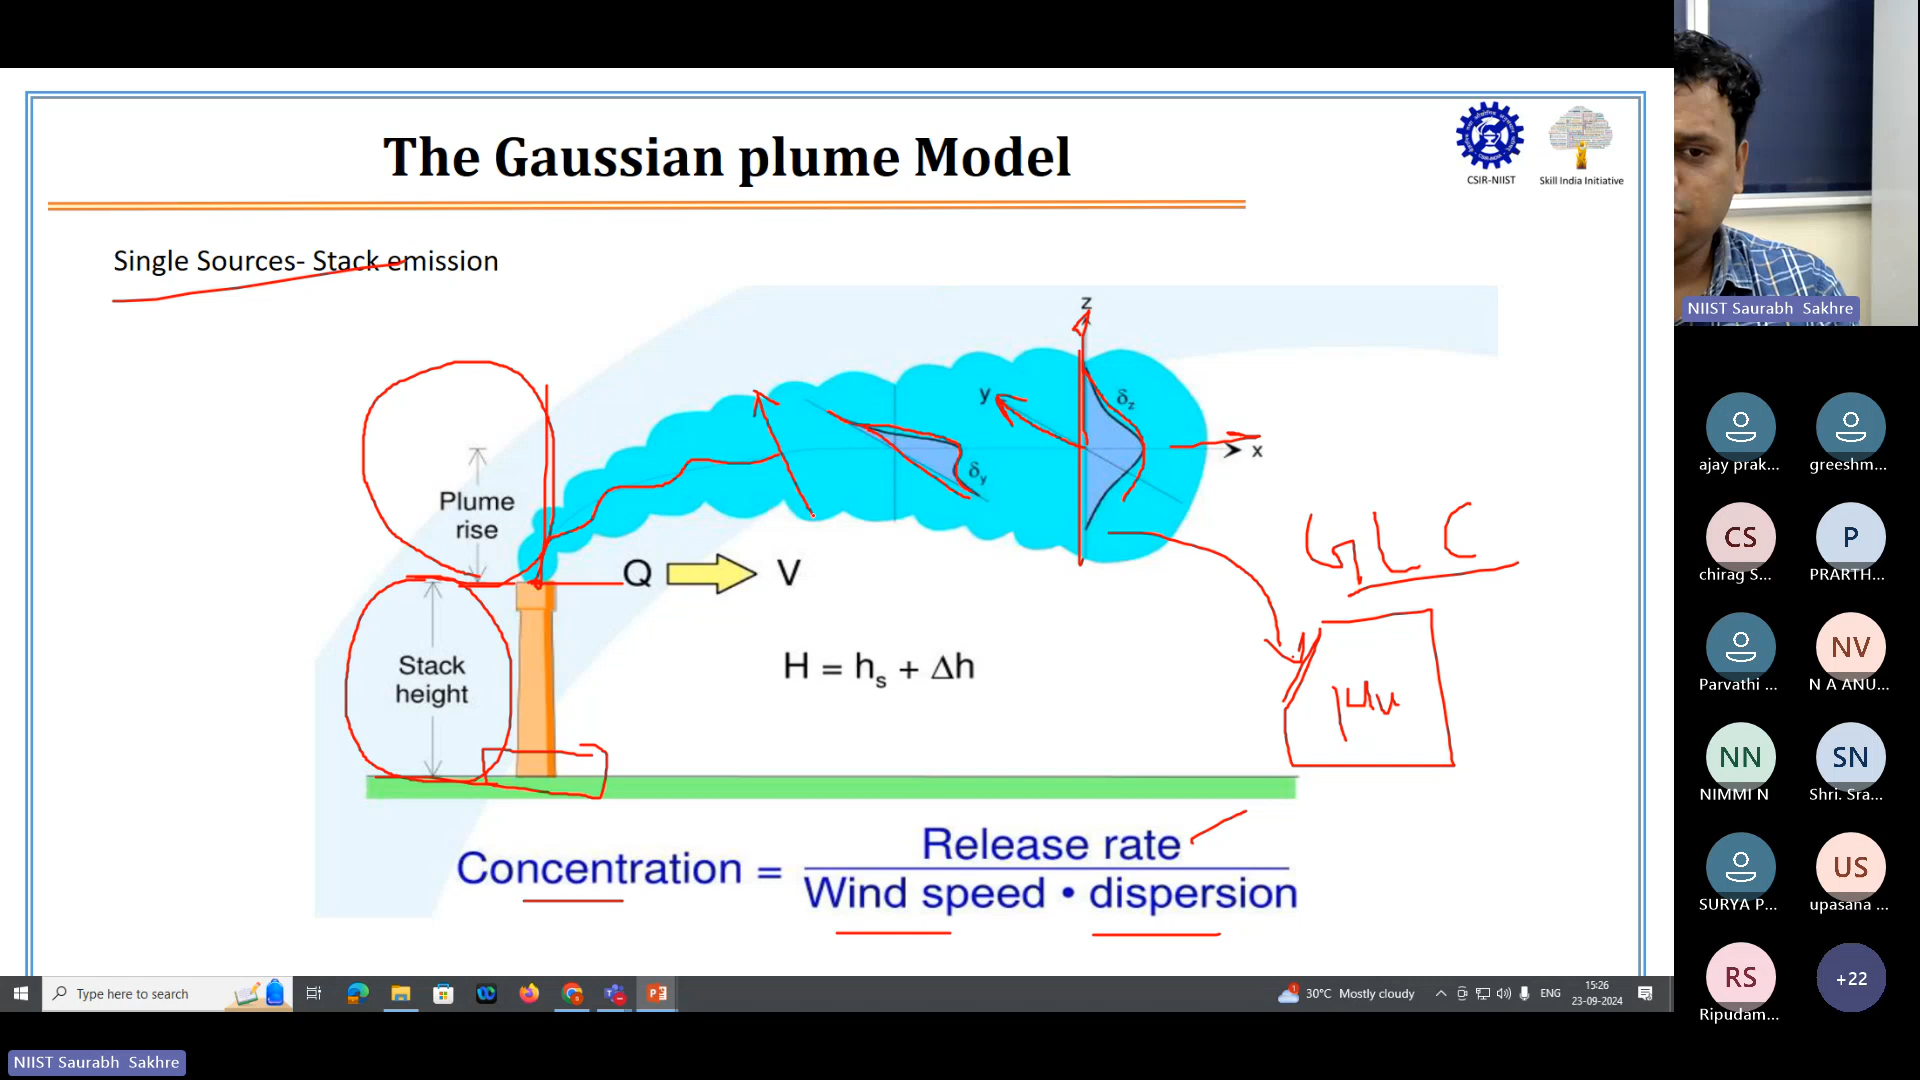 The Gaussian plume Model
CSIR-NIIST
Skill India Initiative
Single Sources- Stack emission
z
y
δz
x
δy
Plume
rise
Q
V
GLC
Stack
height
H = hs + Δh
Concentration = Release rate
Wind speed • dispersion
NIIST Saurabh Sakhre
ajay prak...
greeshm...
CS
chirag S...
P
PRARTH...
Parvathi ...
NV
N A ANU...
NN
NIMMI N
SN
Shri. Sra...
SURYA P...
US
upasana ...
RS
Ripudam...
+22
Type here to search
30°C Mostly cloudy
ENG
15:26
23-09-2024
NIIST Saurabh Sakhre